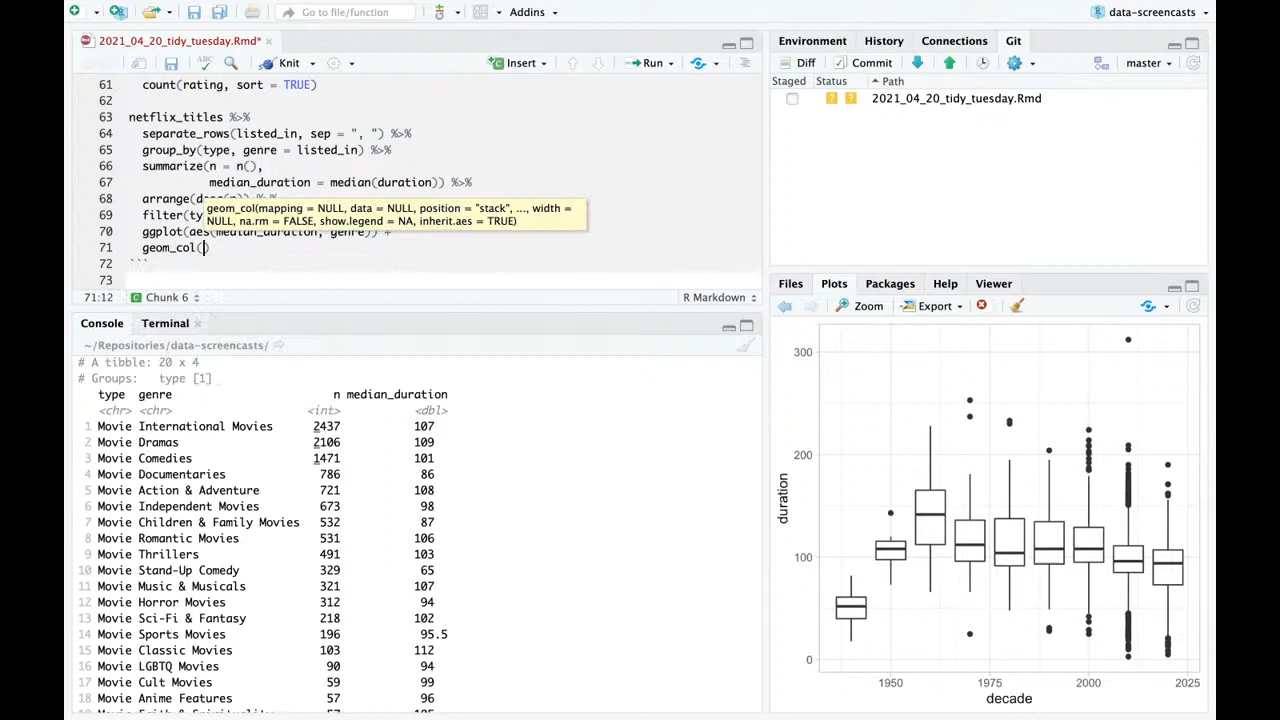 Go to file/function
Addins
data-screencasts
2021_04_20_tidy_tuesday.Rmd*
Knit
Insert
Run
61 count(rating, sort = TRUE)
62
63 netflix_titles %>%
64 separate_rows(listed_in, sep = ", ") %>%
65 group_by(type, genre = listed_in) %>%
66 summarize(n = n(),
67 median_duration = median(duration)) %>%
68 arrange(desc(n)) %>%
geom_col(mapping = NULL, data = NULL, position = "stack", ..., width =
69 filter(ty
NULL, na.rm = FALSE, show.legend = NA, inherit.aes = TRUE)
70 ggplot(aes(median_duration, genre)) +
71 geom_col()
72 ```
73
71:12 Chunk 6 R Markdown
Console Terminal
~/Repositories/data-screencasts/
# A tibble: 20 x 4
# Groups: type [1]
type genre n median_duration
<chr> <chr> <int> <dbl>
1 Movie International Movies 2437 107
2 Movie Dramas 2106 109
3 Movie Comedies 1471 101
4 Movie Documentaries 786 86
5 Movie Action & Adventure 721 108
6 Movie Independent Movies 673 98
7 Movie Children & Family Movies 532 87
8 Movie Romantic Movies 531 106
9 Movie Thrillers 491 103
10 Movie Stand-Up Comedy 329 65
11 Movie Music & Musicals 321 107
12 Movie Horror Movies 312 94
13 Movie Sci-Fi & Fantasy 218 102
14 Movie Sports Movies 196 95.5
15 Movie Classic Movies 103 112
16 Movie LGBTQ Movies 90 94
17 Movie Cult Movies 59 99
18 Movie Anime Features 57 96
Environment History Connections Git
Diff Commit master
Staged Status Path
2021_04_20_tidy_tuesday.Rmd
Files Plots Packages Help Viewer
Zoom Export
300
200
100
0
duration
1950 1975 2000 2025
decade